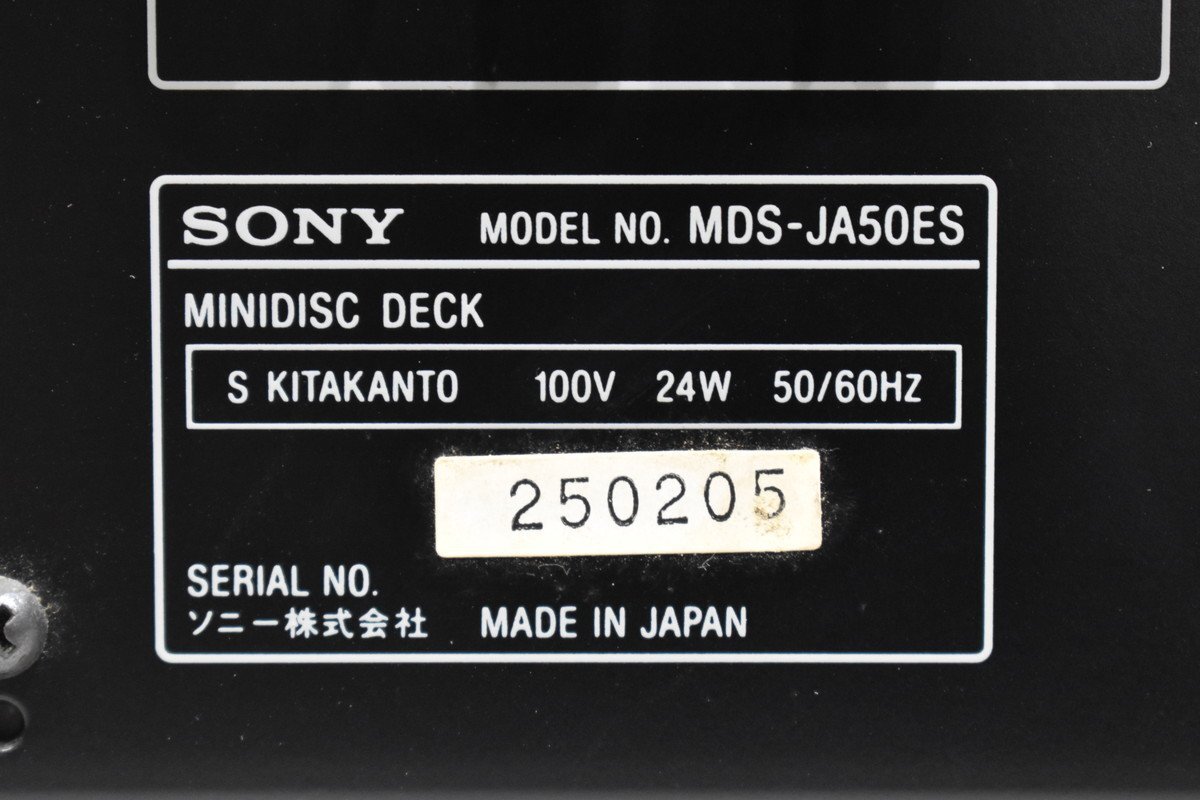 SONY MODEL NO. MDS-JA50ES
MINIDISC DECK
S KITAKANTO 100V 24W 50/60Hz
250205
SERIAL NO.
ソニー株式会社 MADE IN JAPAN